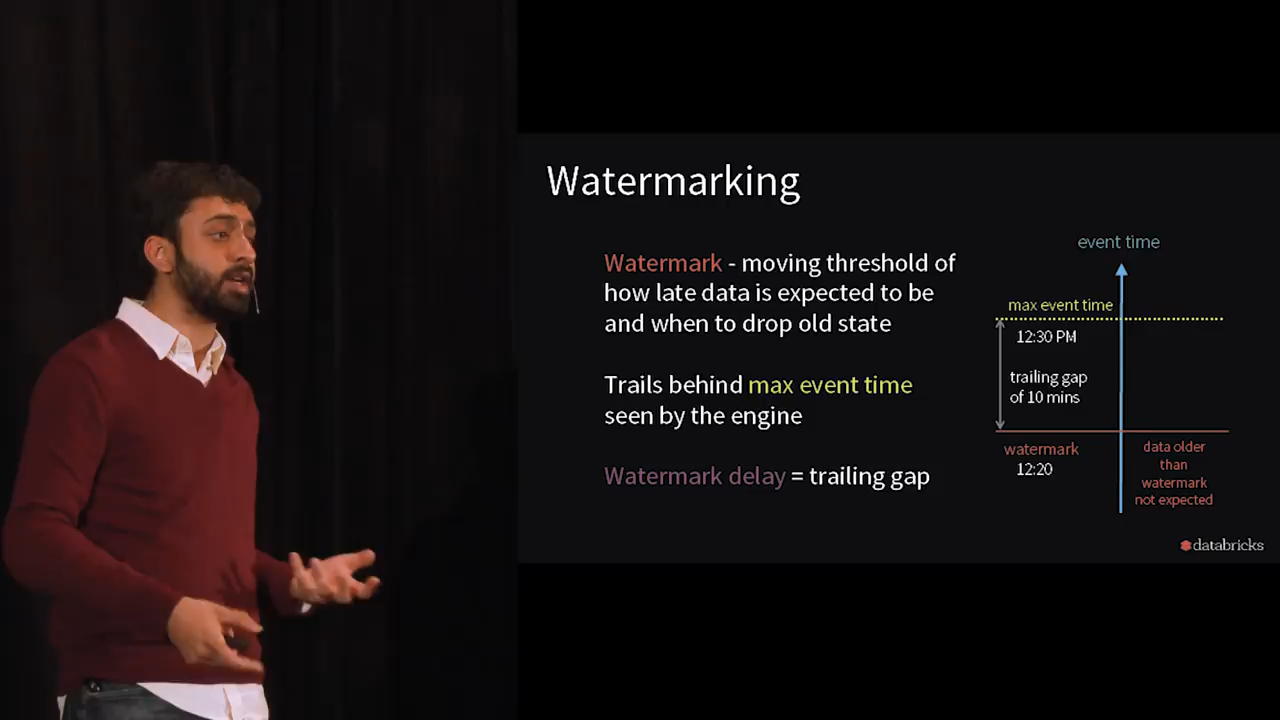 Watermarking
Watermark - moving threshold of
how late data is expected to be
and when to drop old state
Trails behind max event time
seen by the engine
Watermark delay = trailing gap
event time
max event time
12:30 PM
trailing gap
of 10 mins
watermark
12:20
data older
than
watermark
not expected
databricks